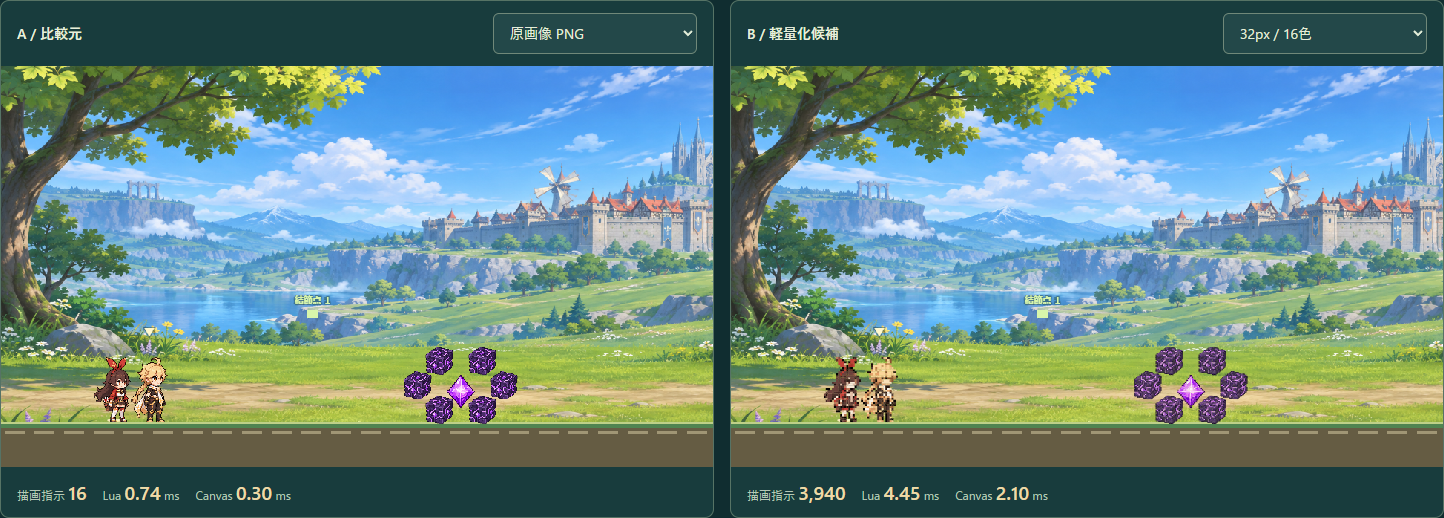 A / 比較元
原画像 PNG
結節点 1
描画指示 16 Lua 0.74 ms Canvas 0.30 ms
B / 軽量化候補
32px / 16色
結節点 1
描画指示 3,940 Lua 4.45 ms Canvas 2.10 ms